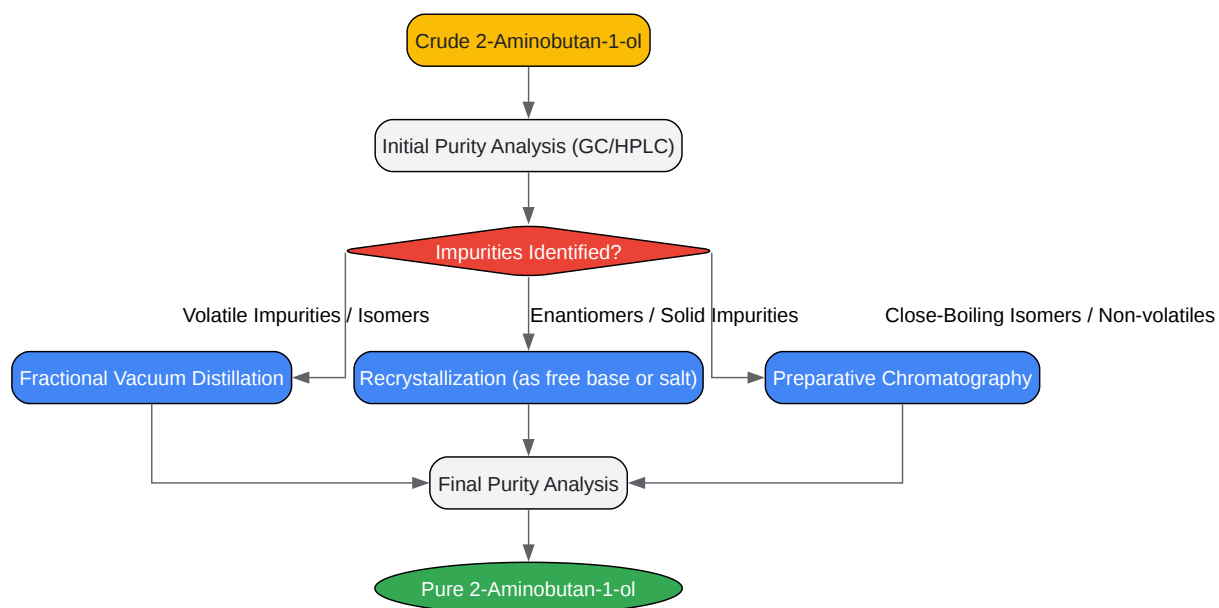 Crude 2-Aminobutan-1-ol
Initial Purity Analysis (GC/HPLC)
Impurities Identified?
Volatile Impurities / Isomers
Enantiomers / Solid Impurities
Close-Boiling Isomers / Non-volatiles
Fractional Vacuum Distillation
Recrystallization (as free base or salt)
Preparative Chromatography
Final Purity Analysis
Pure 2-Aminobutan-1-ol